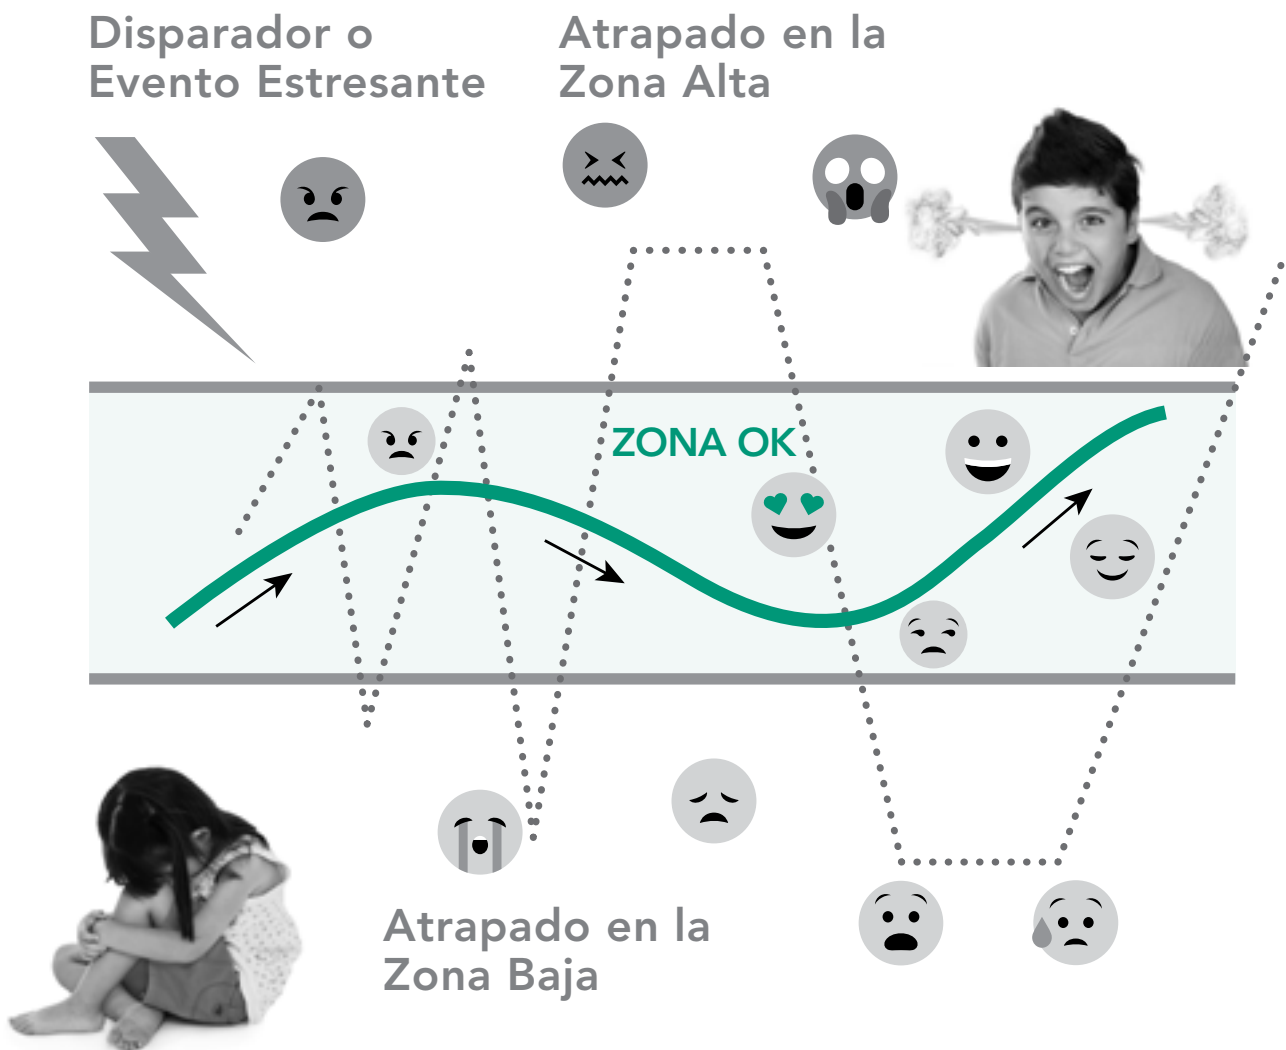 Disparador o
Evento Estresante
Atrapado en la
Zona Alta
ZONA OK
Atrapado en la
Zona Baja